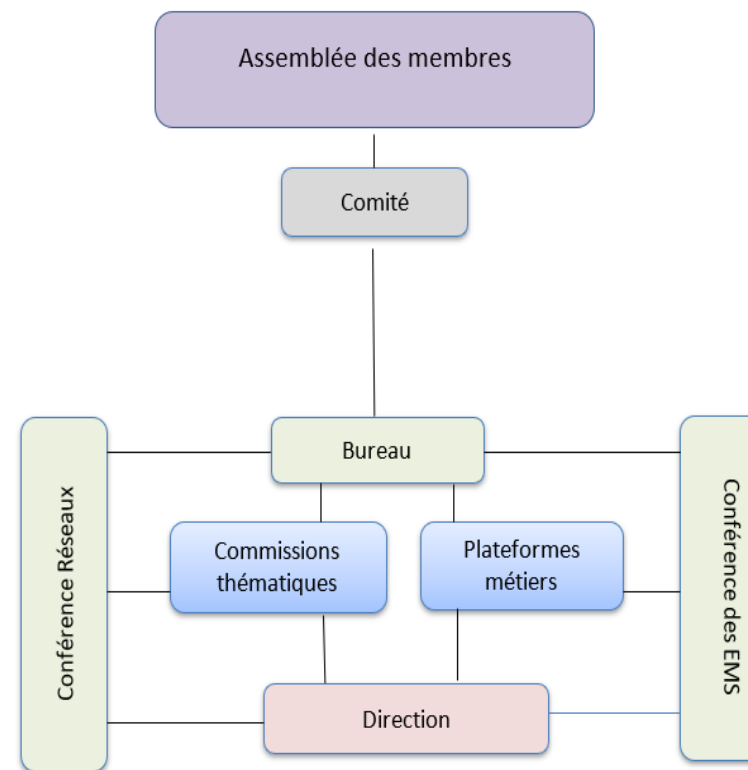 Assemblée des membres
Comité
Bureau
Conférence Réseaux
Commissions
thématiques
Plateformes
métiers
Conférence des EMS
Direction